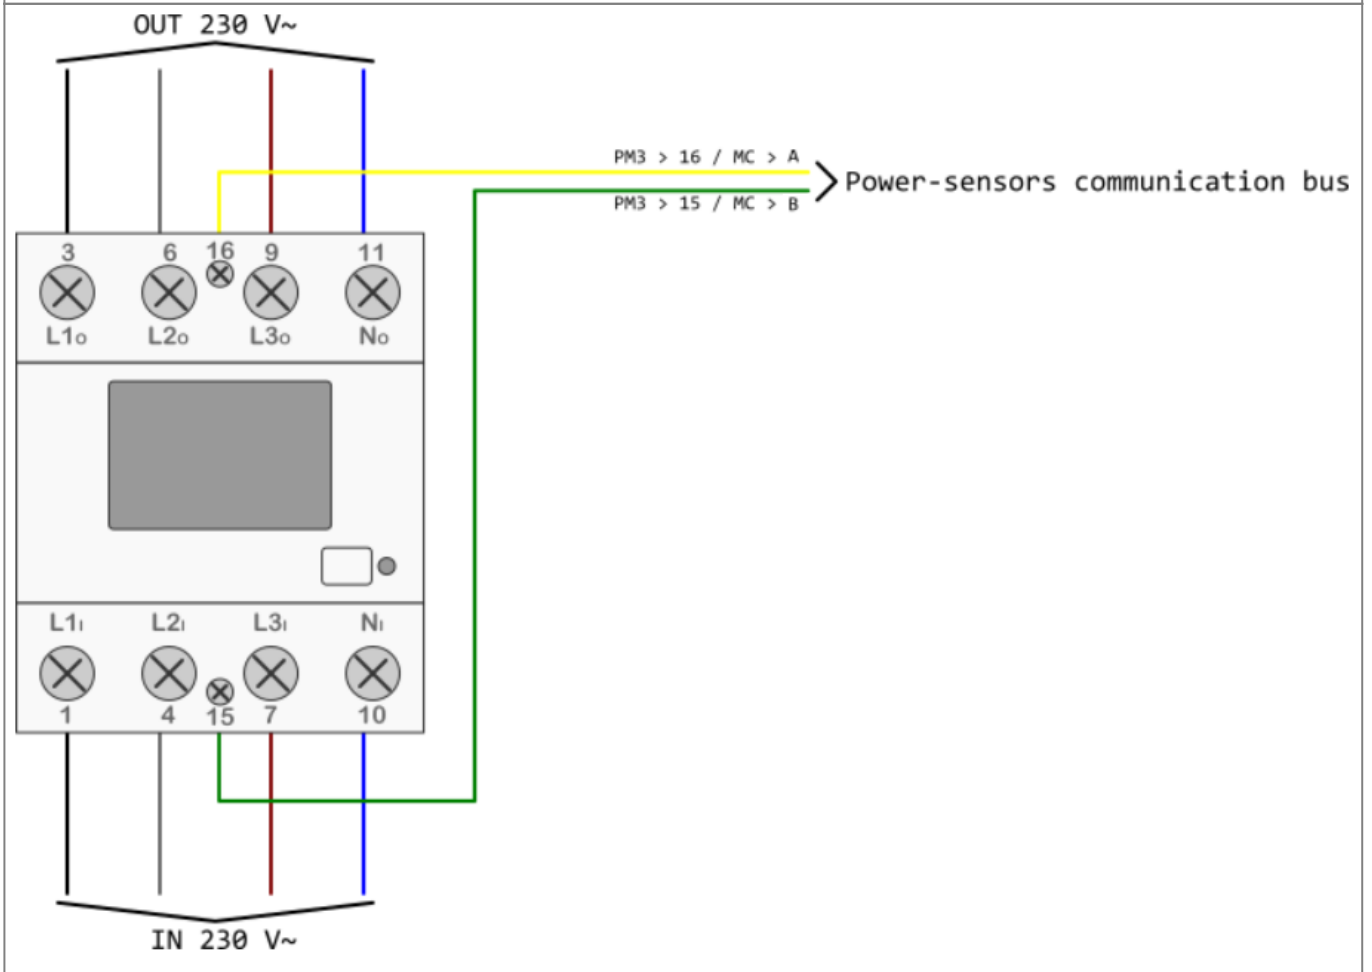 OUT 230 V~
PM3 > 16 / MC > A
Power-sensors communication bus
PM3 > 15 / MC > B
3 6 16 9 11
L1o L2o L3o No
L1I L2I L3I NI
1 4 15 7 10
IN 230 V~